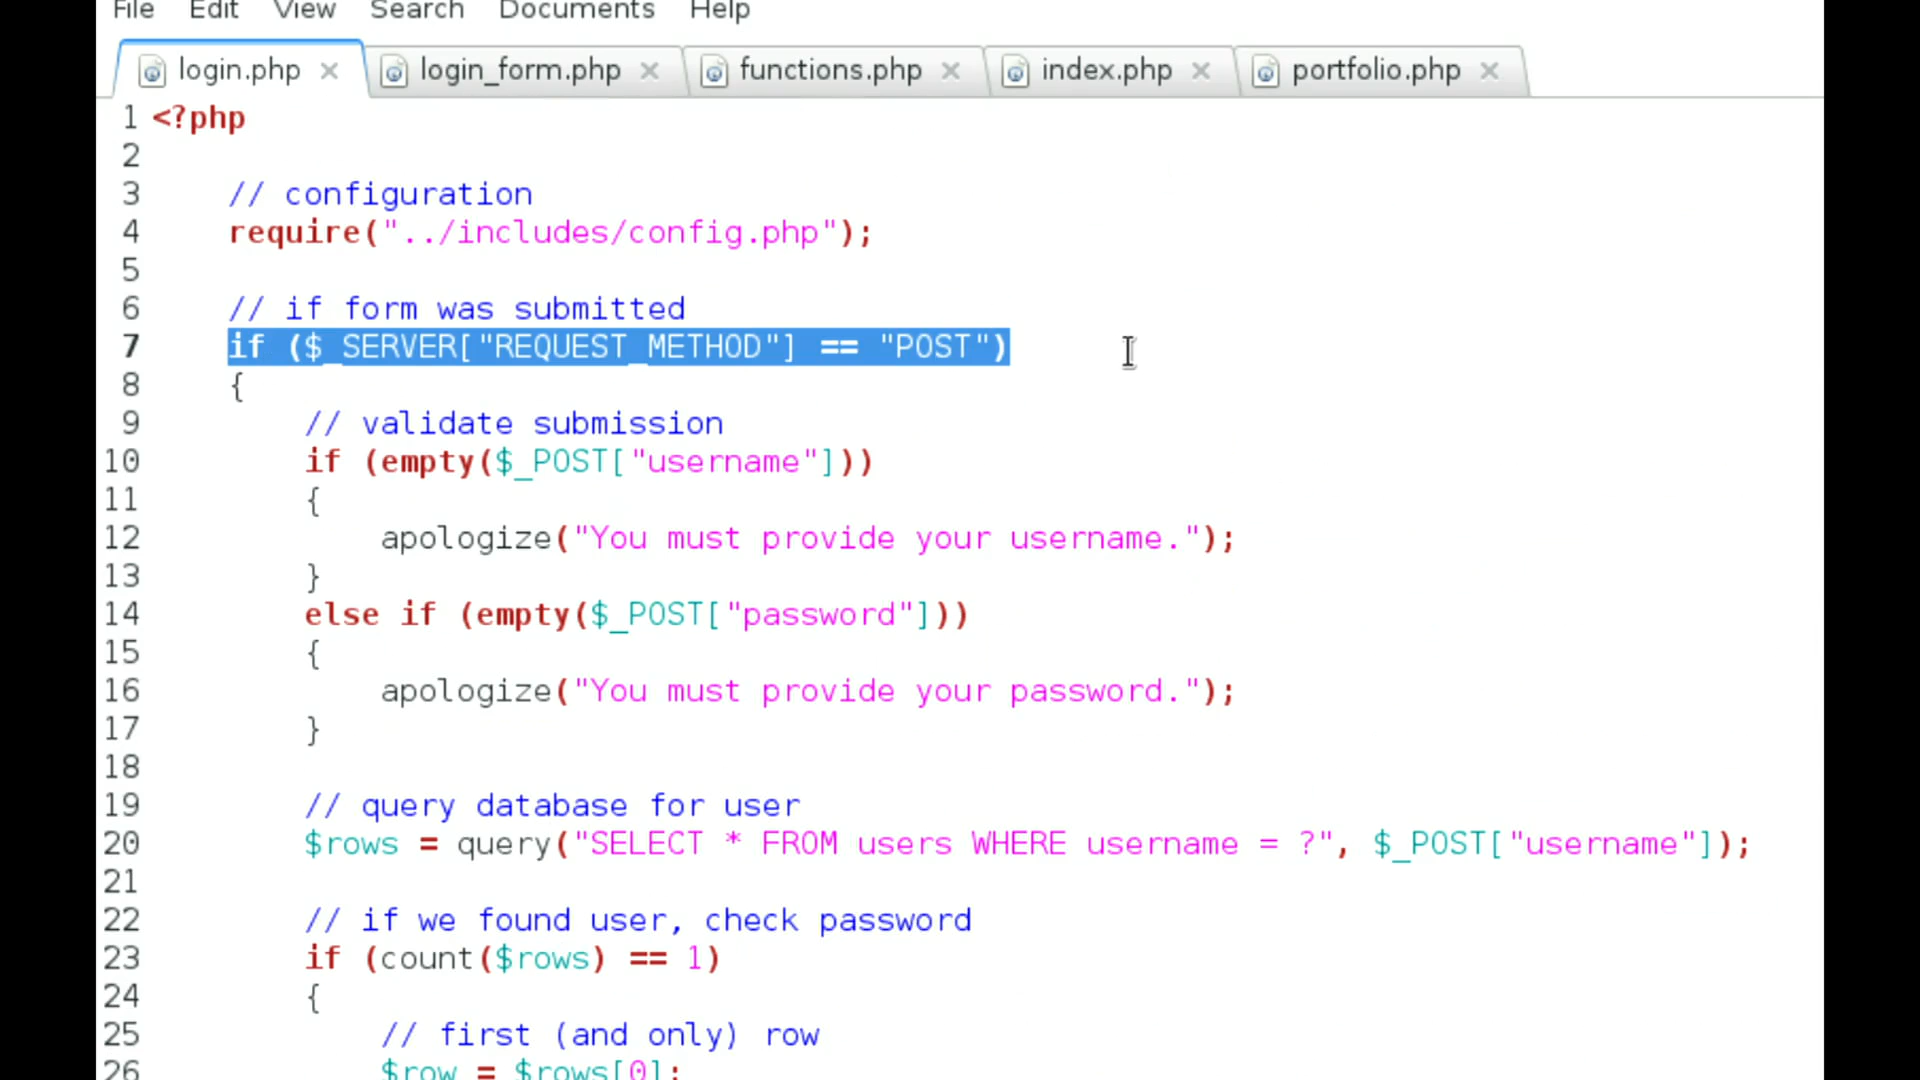 File Edit View Search Documents Help
login.php login_form.php functions.php index.php portfolio.php
1 <?php
2
3 // configuration
4 require("../includes/config.php");
5
6 // if form was submitted
7 if ($_SERVER["REQUEST_METHOD"] == "POST")
8 {
9 // validate submission
10 if (empty($_POST["username"]))
11 {
12 apologize("You must provide your username.");
13 }
14 else if (empty($_POST["password"]))
15 {
16 apologize("You must provide your password.");
17 }
18
19 // query database for user
20 $rows = query("SELECT * FROM users WHERE username = ?", $_POST["username"]);
21
22 // if we found user, check password
23 if (count($rows) == 1)
24 {
25 // first (and only) row
26 $row = $rows[0];